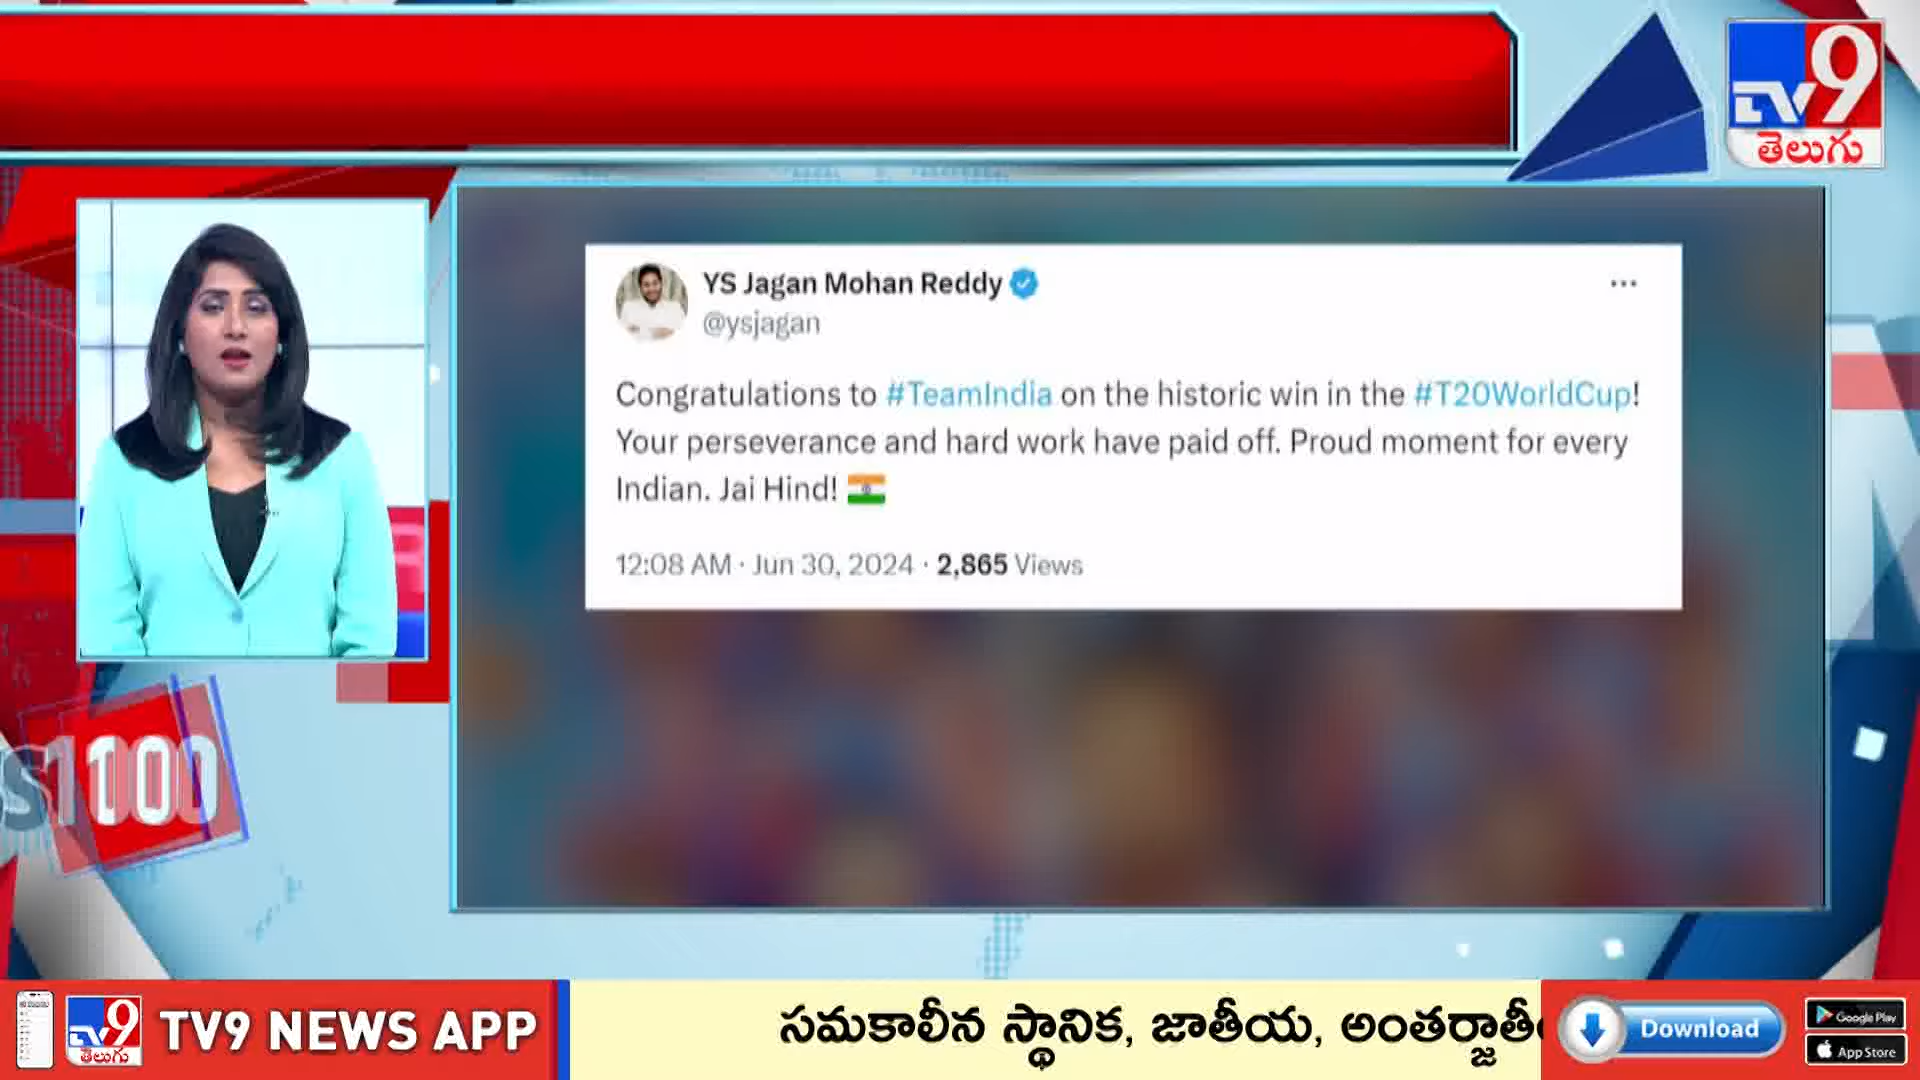 TV9
తెలుగు
YS Jagan Mohan Reddy
@ysjagan
Congratulations to #TeamIndia on the historic win in the #T20WorldCup!
Your perseverance and hard work have paid off. Proud moment for every
Indian. Jai Hind! 🇮🇳
12:08 AM · Jun 30, 2024 · 2,865 Views
TV9
తెలుగు
TV9 NEWS APP
సమకాలీన స్థానిక, జాతీయ,
Download
Google Play
App Store